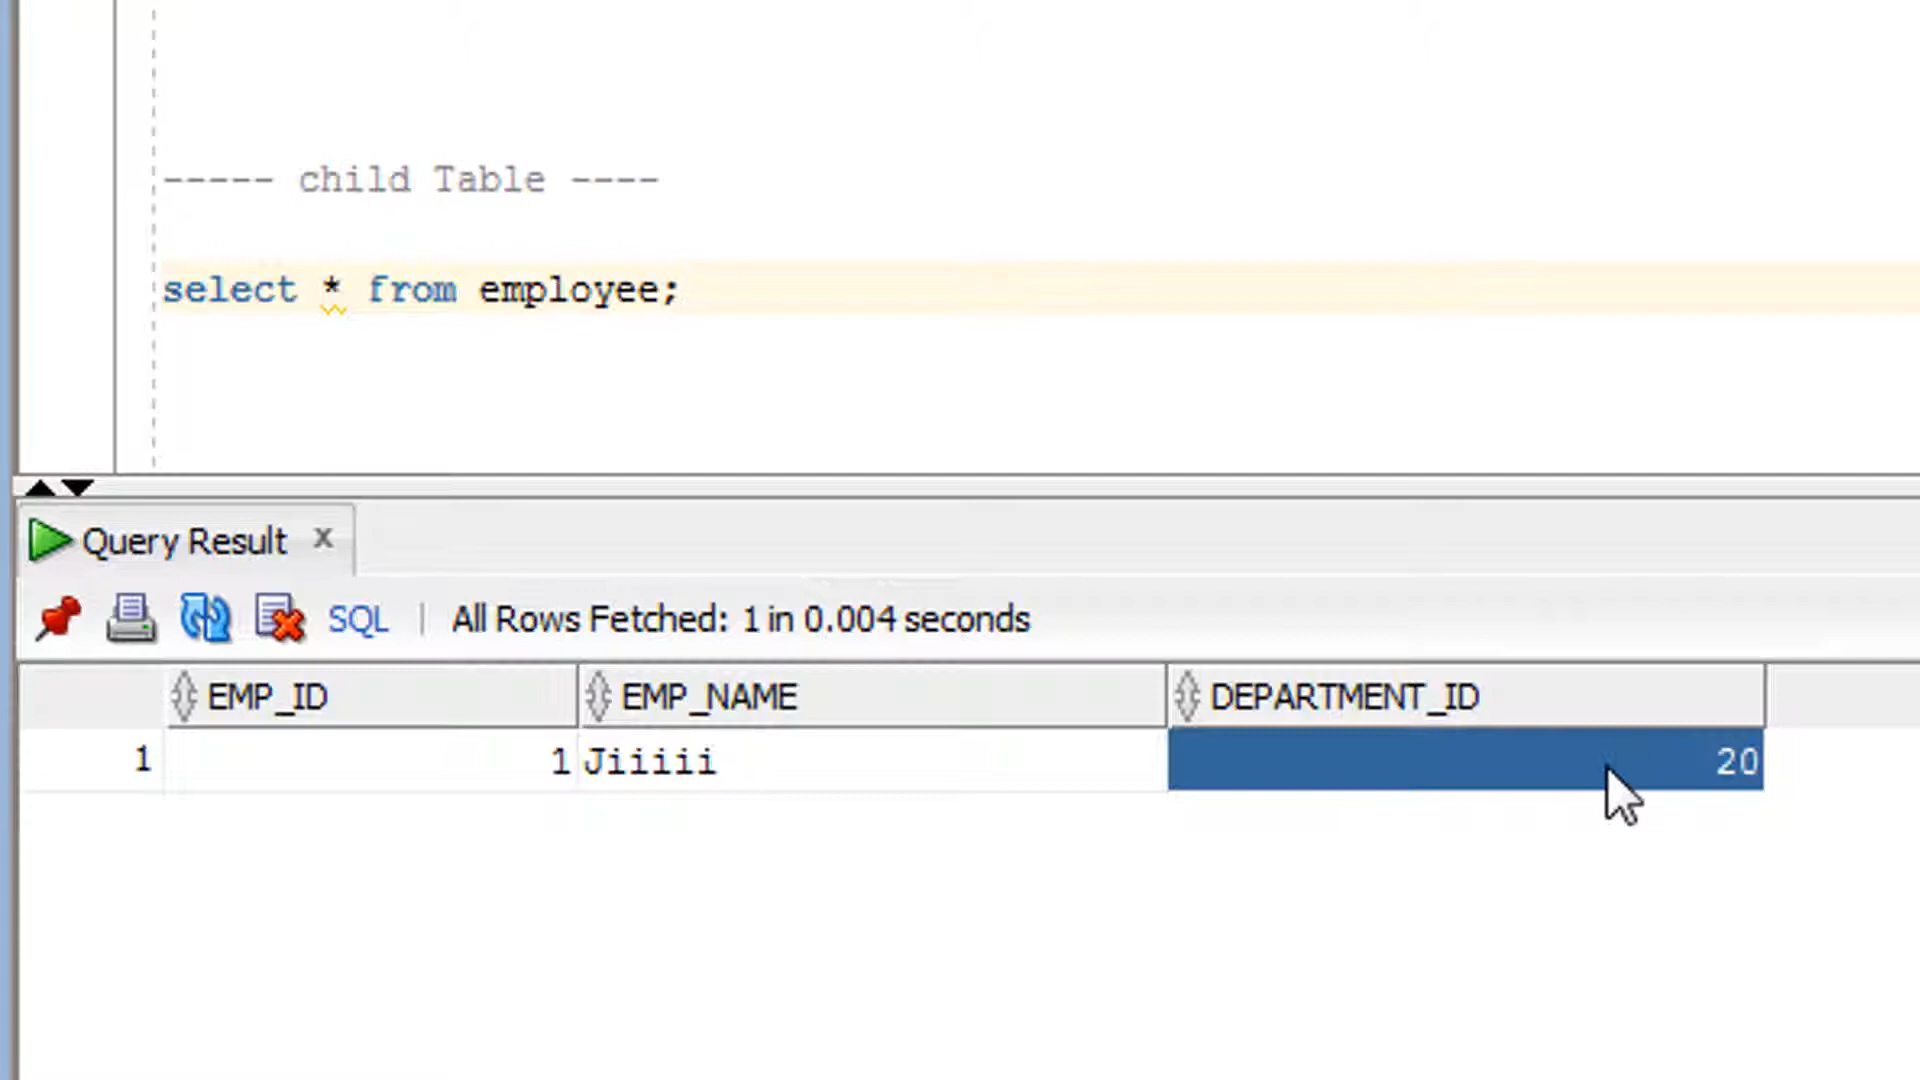 ----- child Table ----
select * from employee;
Query Result x
SQL | All Rows Fetched: 1 in 0.004 seconds
EMP_ID EMP_NAME DEPARTMENT_ID
1 1 Jiiiii 20